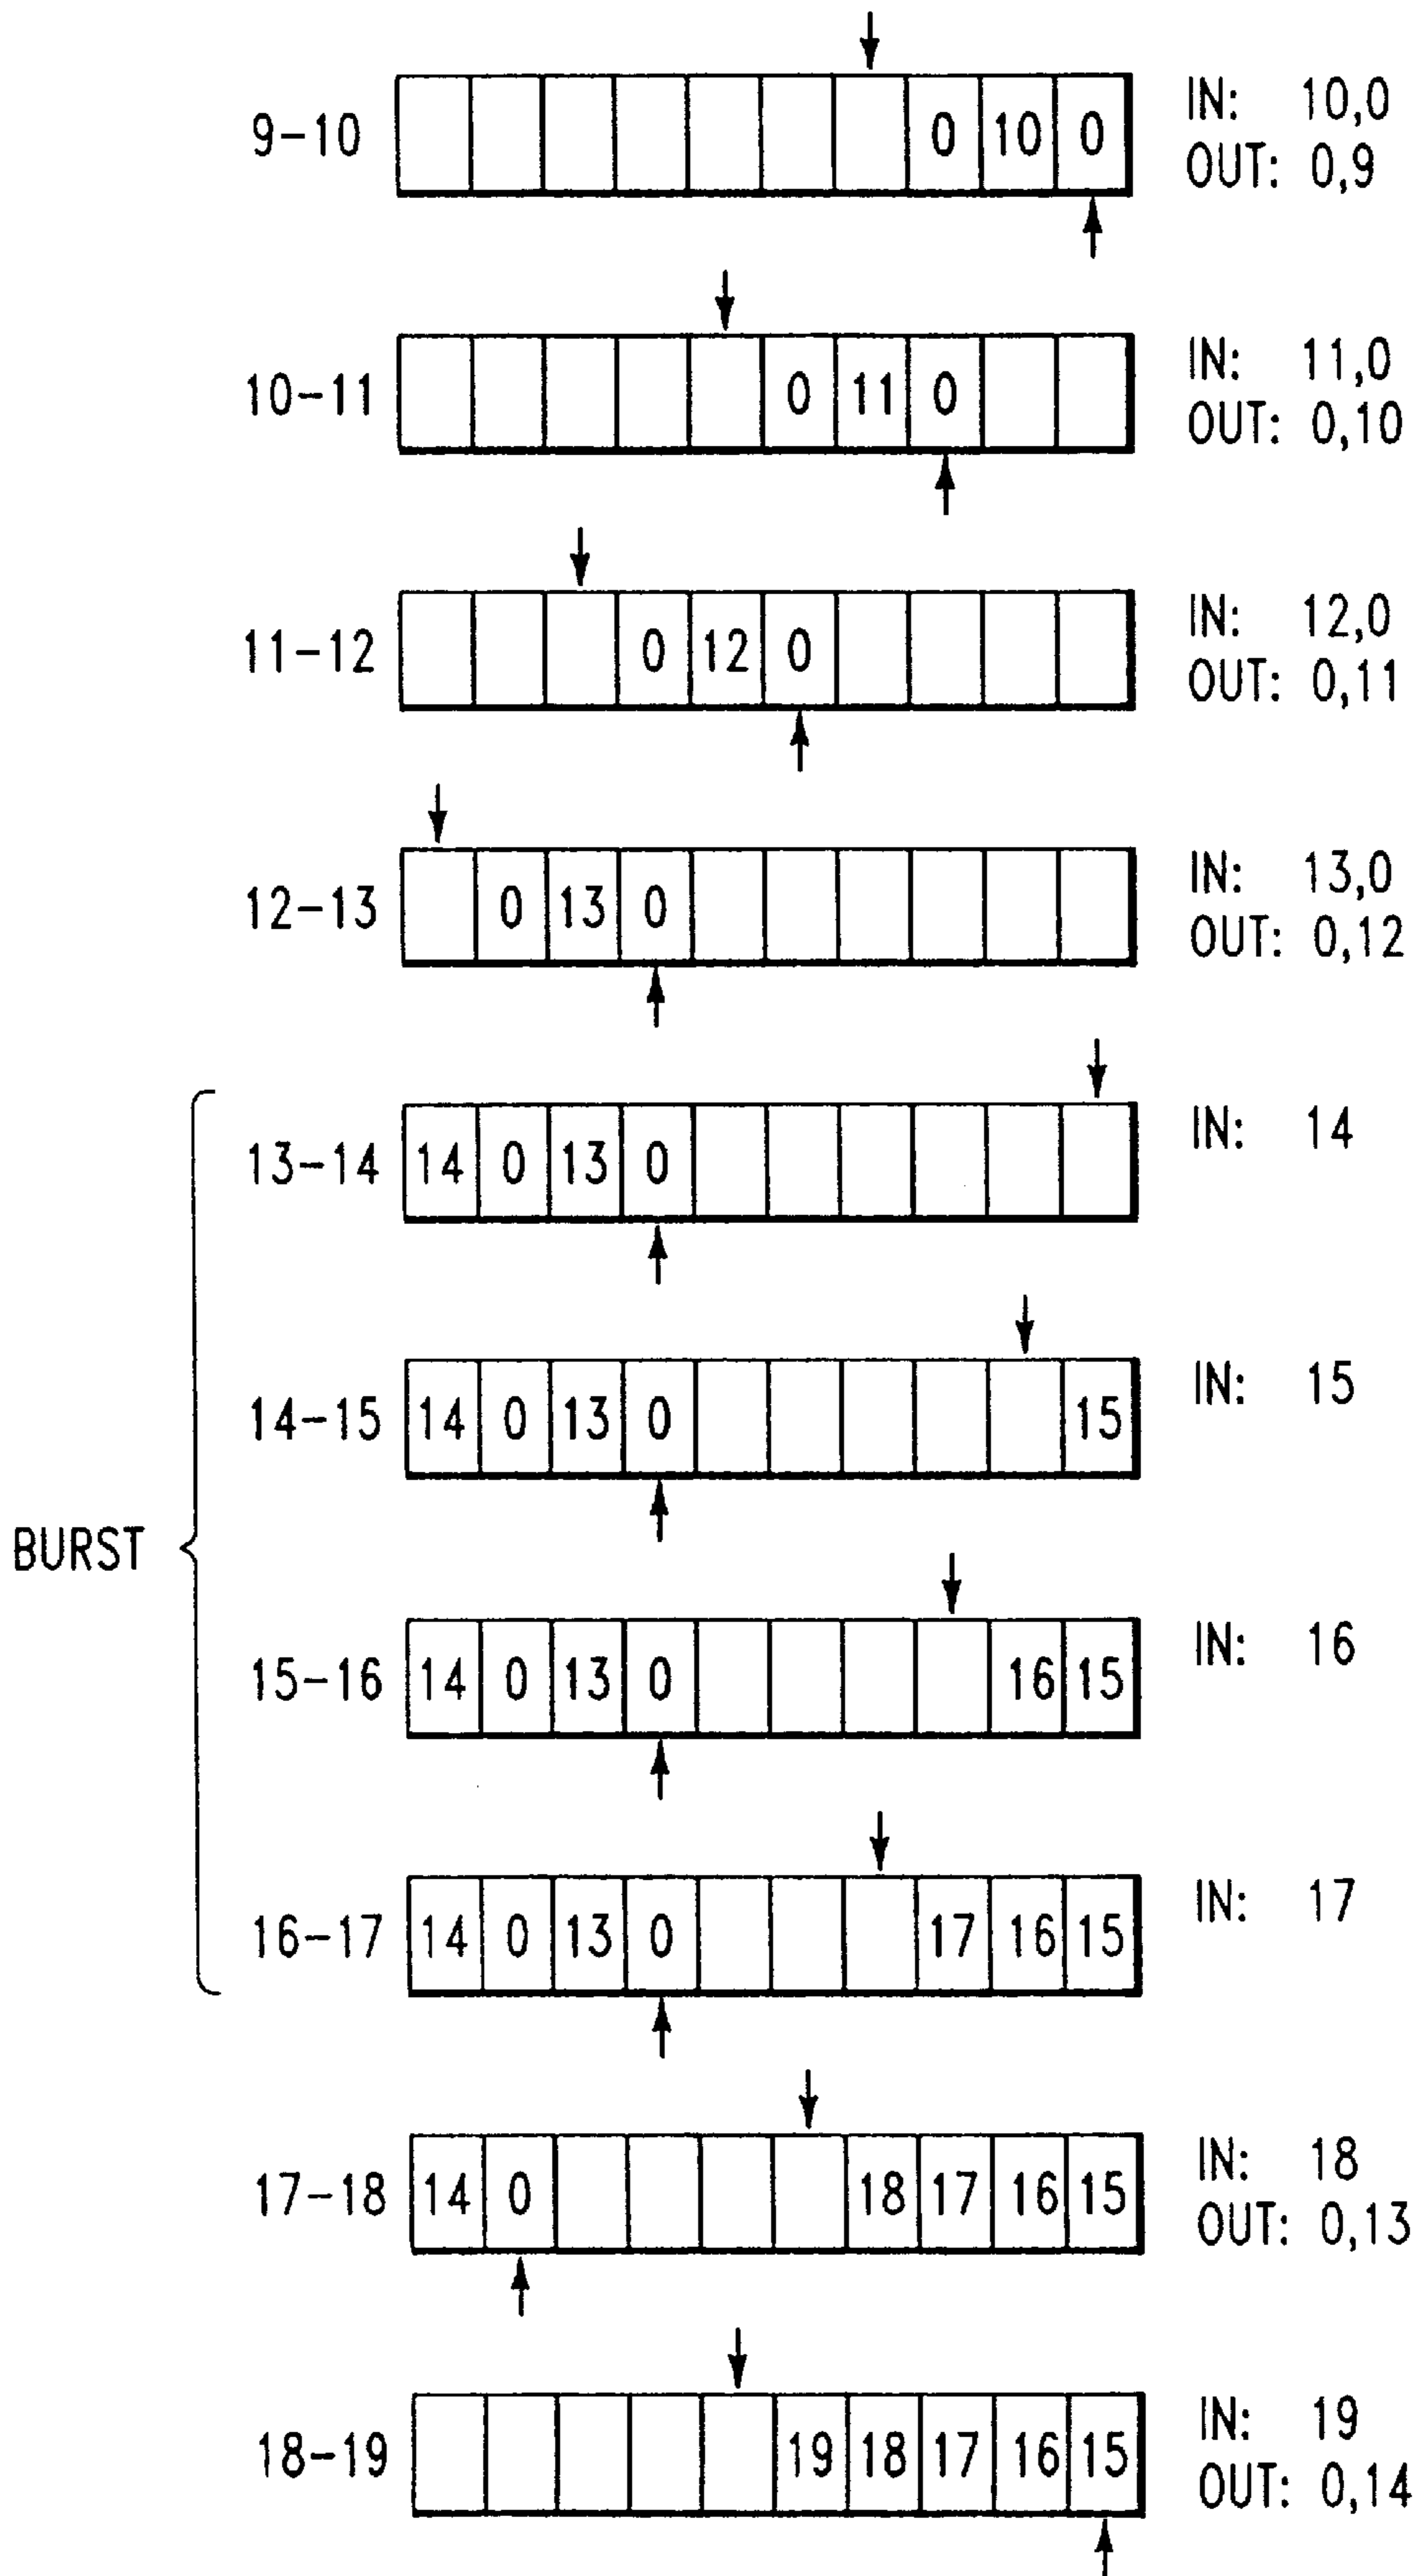 9-10 0 10 0 IN: 10,0
OUT: 0,9
10-11 0 11 0 IN: 11,0
OUT: 0,10
11-12 0 12 0 IN: 12,0
OUT: 0,11
12-13 0 13 0 IN: 13,0
OUT: 0,12
BURST
13-14 14 0 13 0 IN: 14
14-15 14 0 13 0 15 IN: 15
15-16 14 0 13 0 16 15 IN: 16
16-17 14 0 13 0 17 16 15 IN: 17
17-18 14 0 18 17 16 15 IN: 18
OUT: 0,13
18-19 19 18 17 16 15 IN: 19
OUT: 0,14